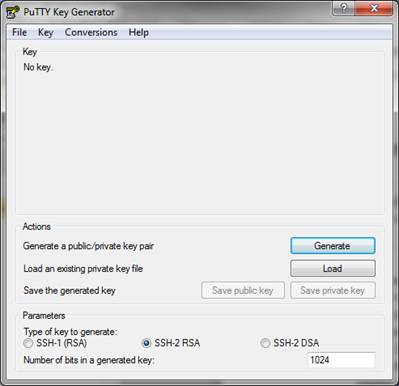 PuTTY Key Generator
File Key Conversions Help
Key
No key.
Actions
Generate a public/private key pair
Generate
Load an existing private key file
Load
Save the generated key
Save public key
Save private key
Parameters
Type of key to generate:
SSH-1 (RSA)
SSH-2 RSA
SSH-2 DSA
Number of bits in a generated key:
1024